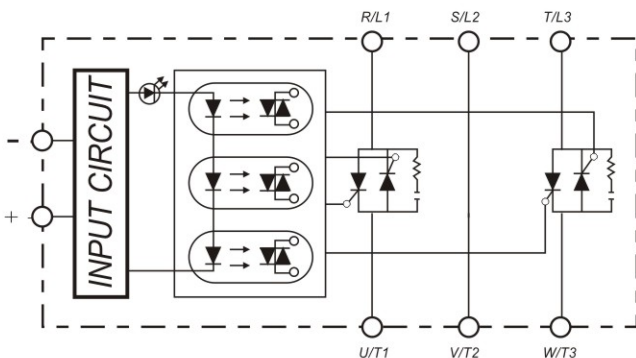 R/L1 S/L2 T/L3
-
+
INPUT CIRCUIT
U/T1 V/T2 W/T3